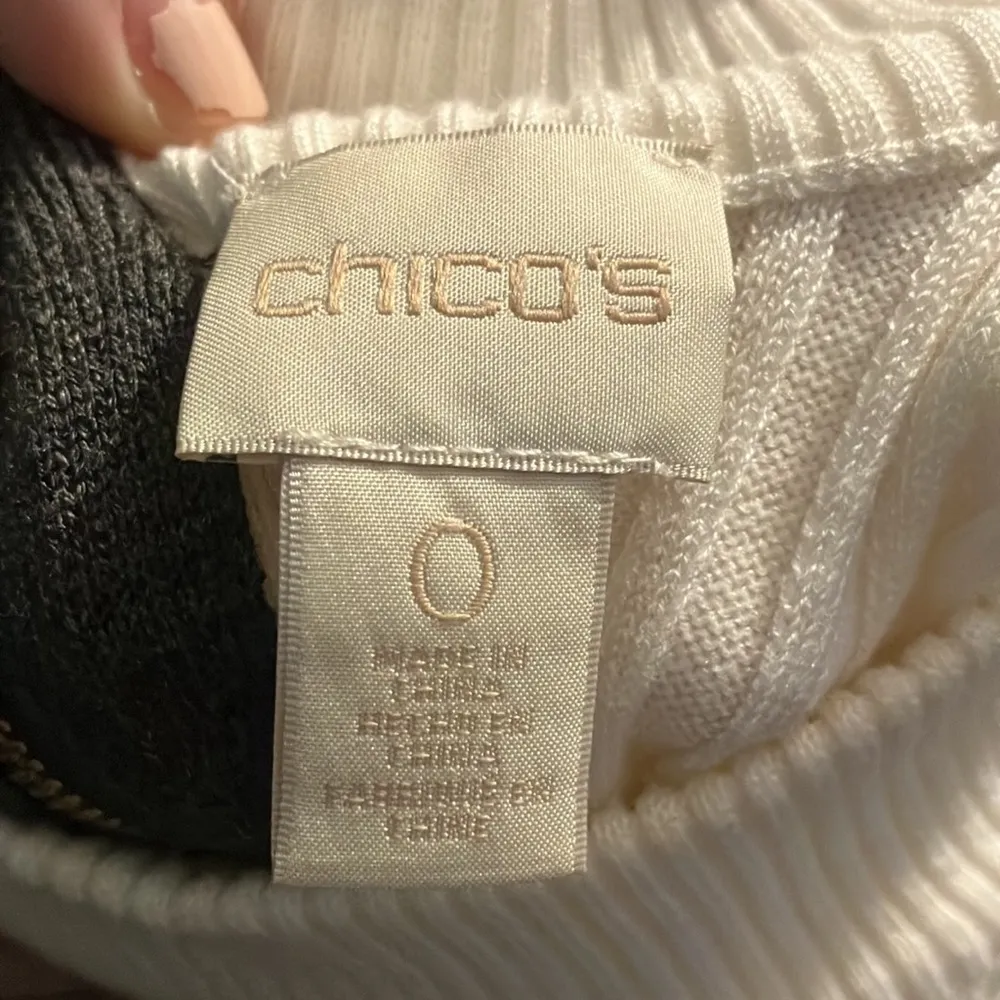 chico's
0
MADE IN
CHINA
HECHO EN
CHINA
FABRIQUE EN
CHINE